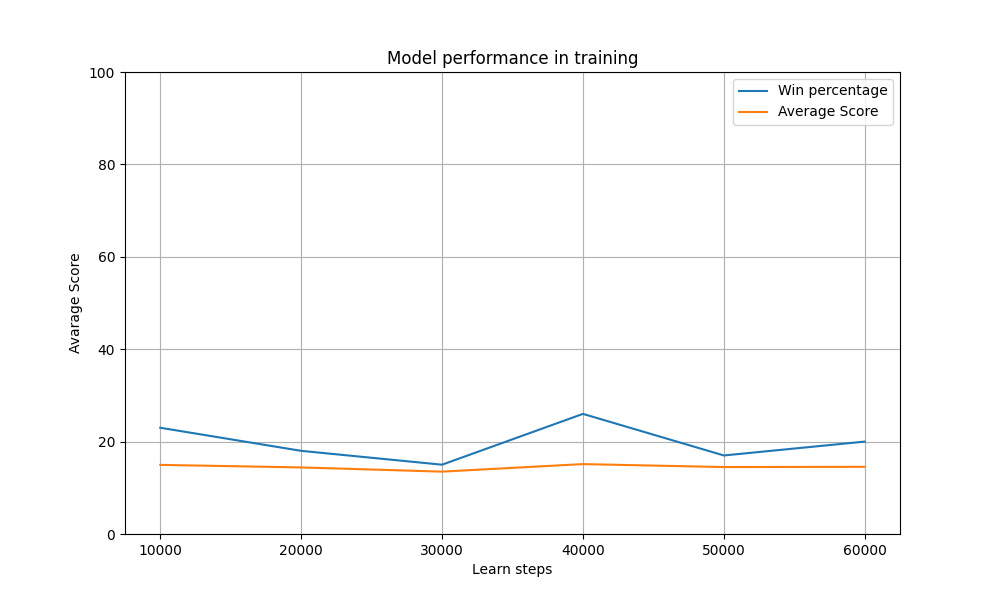 Model performance in training
100
80
60
40
20
0
Avarage Score
Win percentage
Average Score
10000 20000 30000 40000 50000 60000
Learn steps